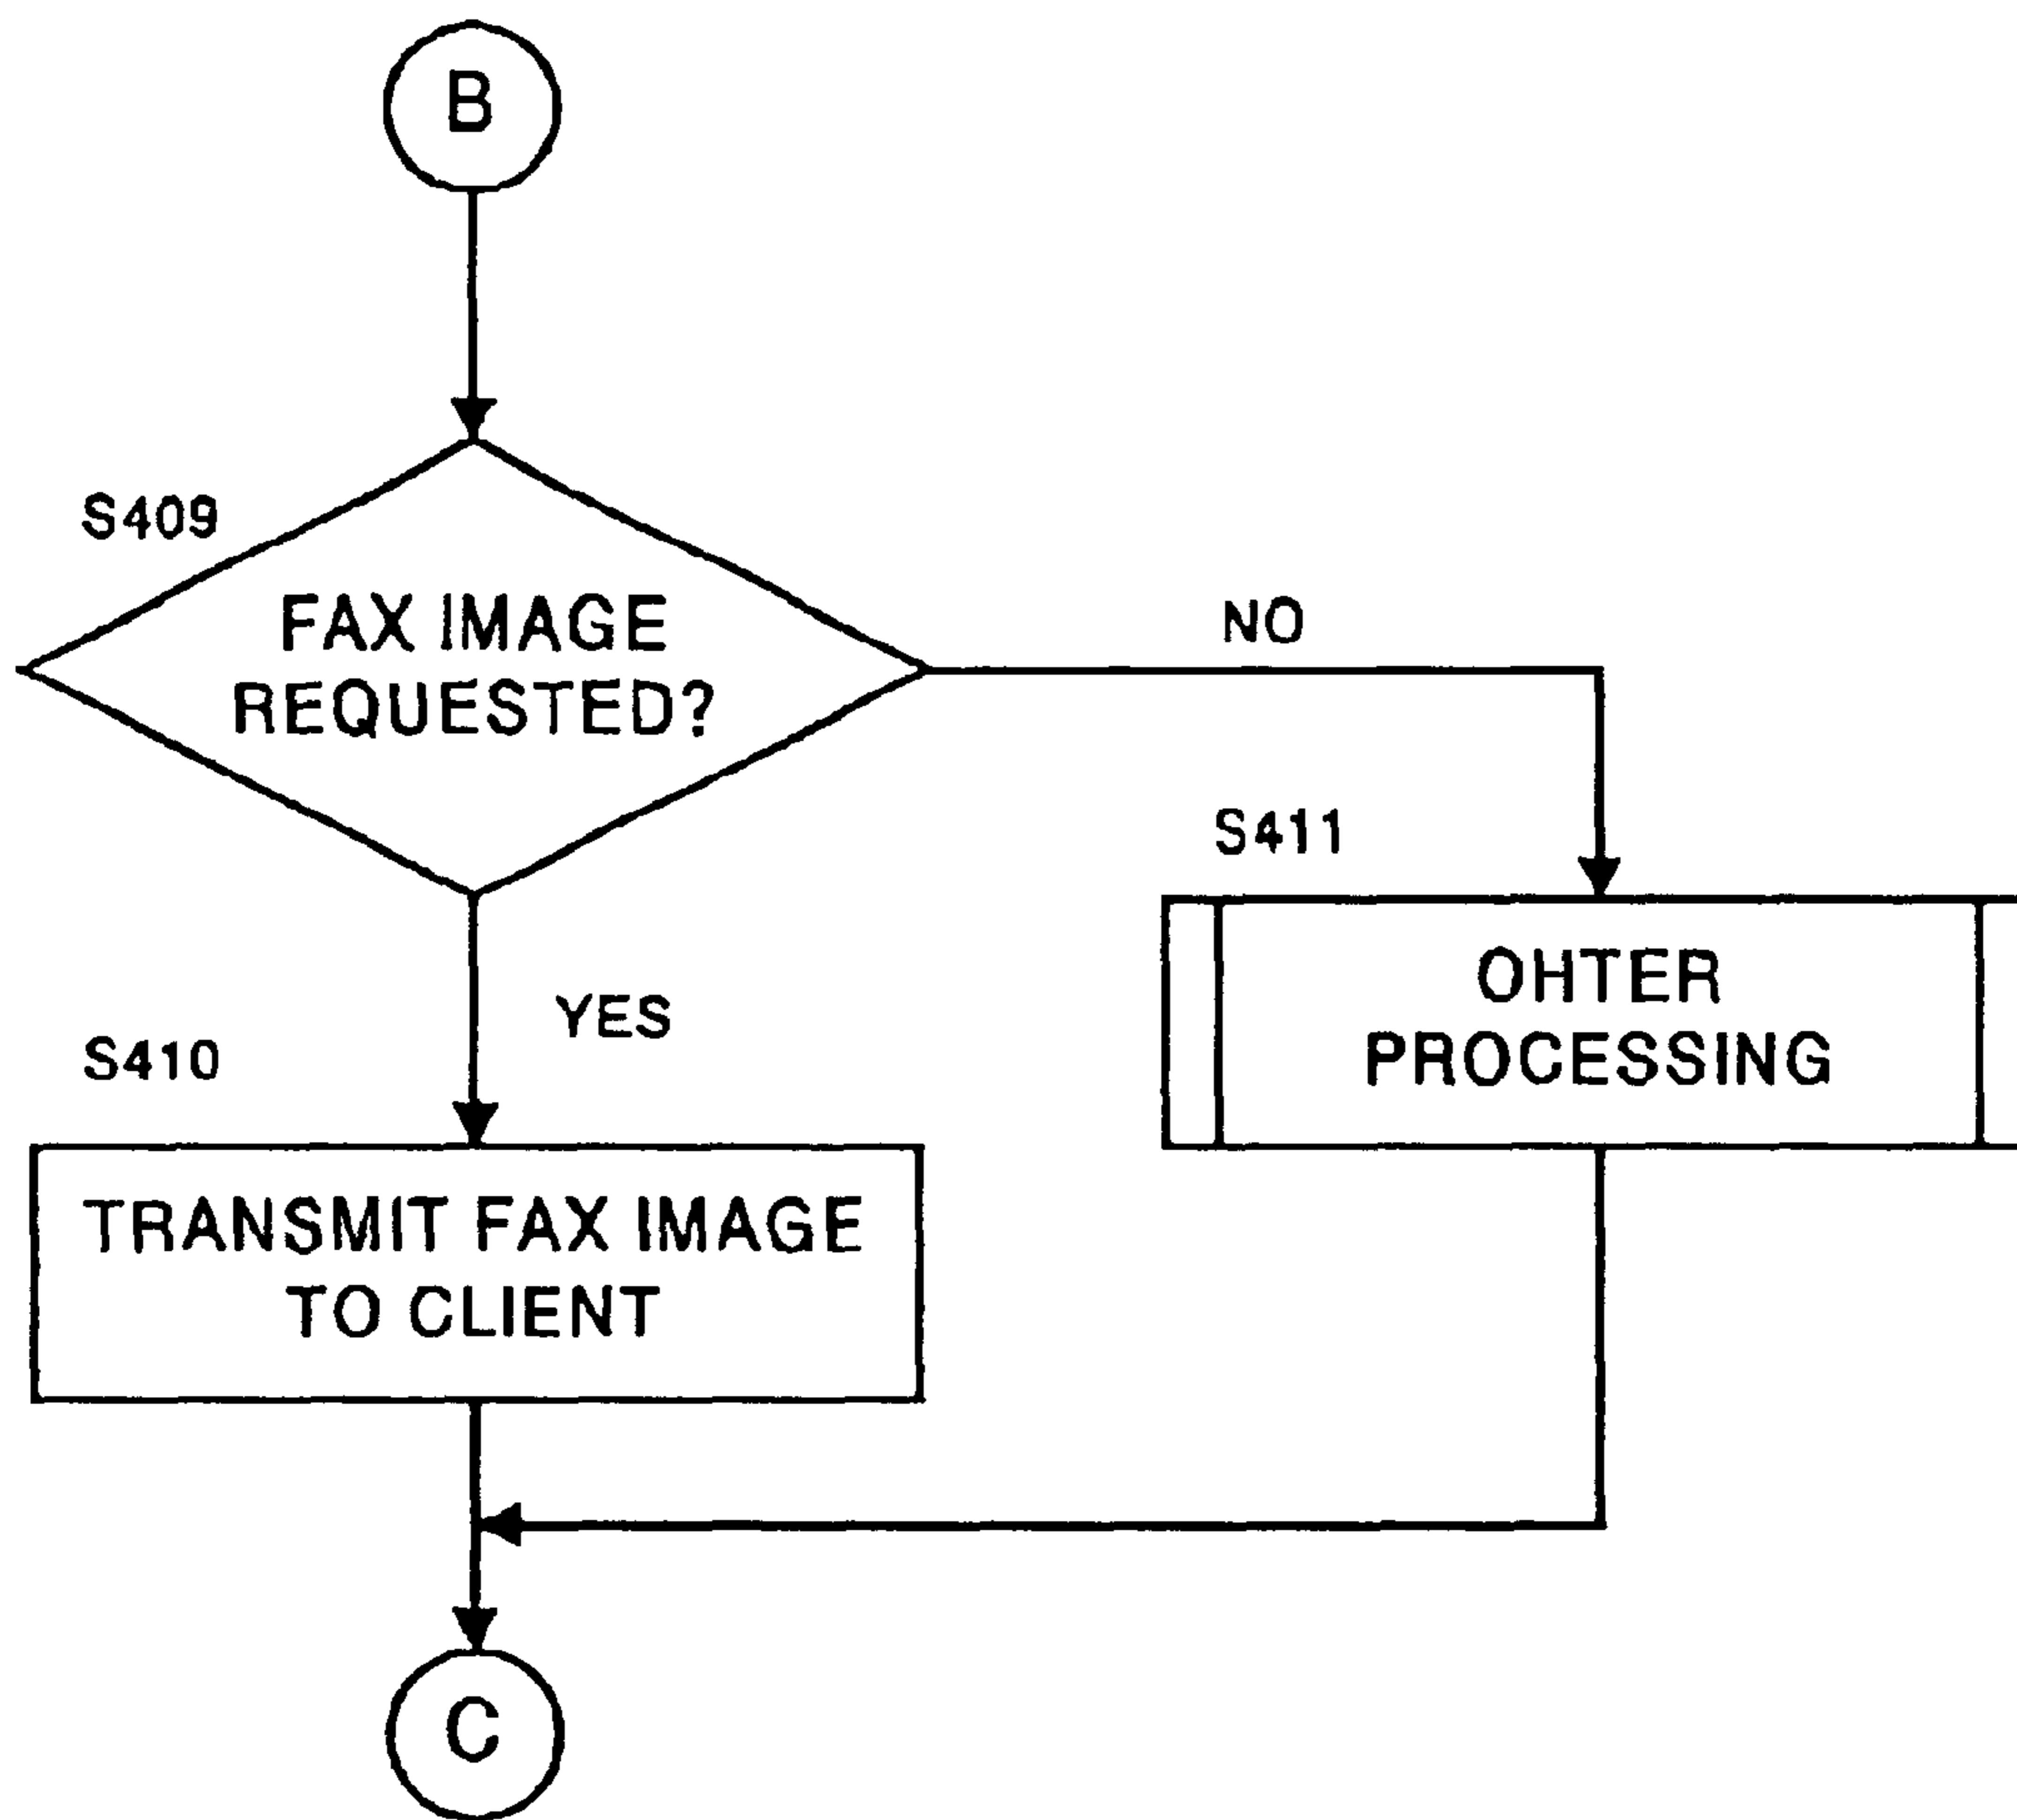 B
S409
FAX IMAGE
REQUESTED?
NO
S411
OHTER
PROCESSING
YES
S410
TRANSMIT FAX IMAGE
TO CLIENT
C